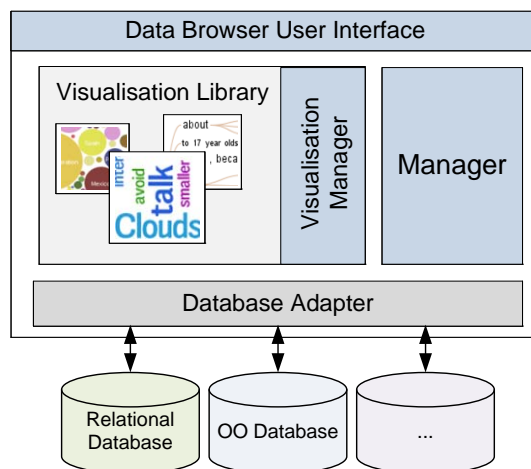 Data Browser User Interface
Visualisation Library
about
to 17 year olds
, beca
Mexico
inter
avoid
talk
smaller
Clouds
Visualisation
Manager
Manager
Database Adapter
Relational
Database
OO Database
...